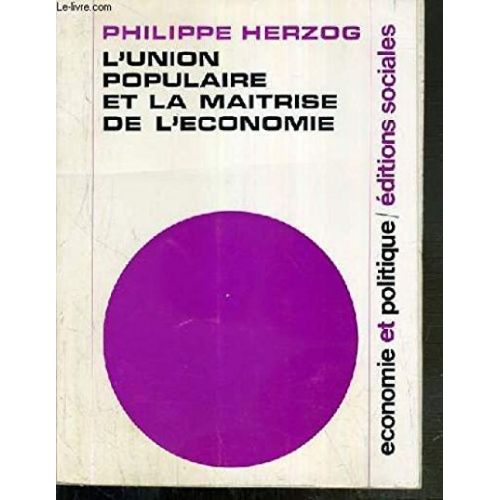 Le-livre.com
PHILIPPE HERZOG
L'UNION
POPULAIRE
ET LA MAITRISE
DE L'ECONOMIE
economie et politique/éditions sociales